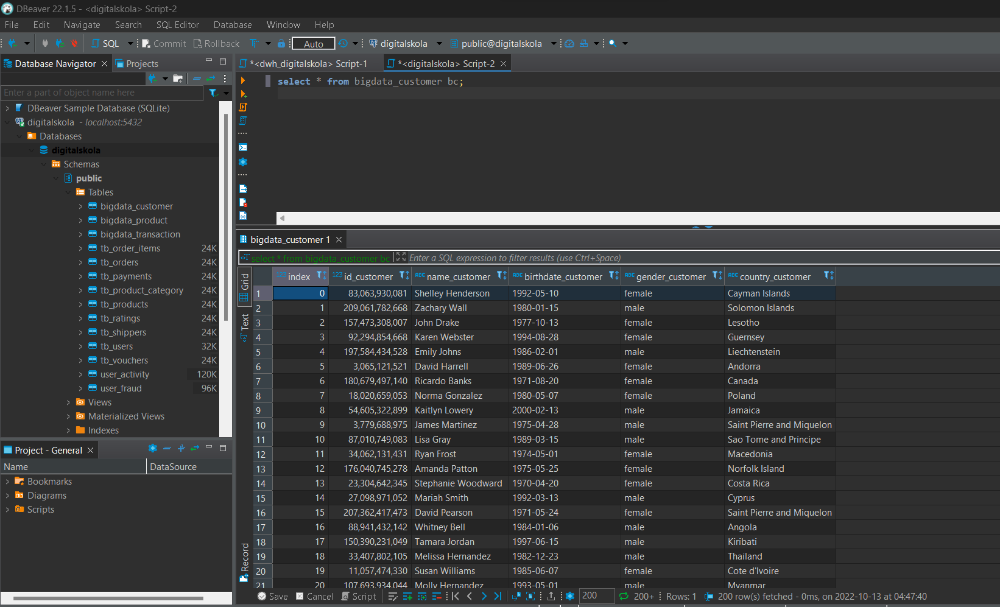 DBeaver 22.1.5 - <digitalskola> Script-2
File Edit Navigate Search SQL Editor Database Window Help
SQL Commit Rollback Auto digitalskola public@digitalskola
Database Navigator Projects
Enter a part of object name here
DBeaver Sample Database (SQLite)
digitalskola - localhost:5432
Databases
digitalskola
Schemas
public
Tables
bigdata_customer
bigdata_product
bigdata_transaction
tb_order_items 24K
tb_orders 24K
tb_payments 24K
tb_product_category 24K
tb_products 24K
tb_ratings 24K
tb_shippers 24K
tb_users 32K
tb_vouchers 24K
user_activity 120K
user_fraud 96K
Views
Materialized Views
Indexes
Project - General
Name DataSource
Bookmarks
Diagrams
Scripts
*<dwh_digitalskola> Script-1 *<digitalskola> Script-2
select * from bigdata_customer bc;
bigdata_customer 1
select * from bigdata_customer bc Enter a SQL expression to filter results (use Ctrl+Space)
Grid
Text
Record
123 index 123 id_customer ABC name_customer ABC birthdate_customer ABC gender_customer ABC country_customer
1 0 83,063,930,081 Shelley Henderson 1992-05-10 female Cayman Islands
2 1 209,061,782,668 Zachary Wall 1980-01-15 male Solomon Islands
3 2 157,473,308,007 John Drake 1977-10-13 female Lesotho
4 3 92,294,854,668 Karen Webster 1994-08-28 female Guernsey
5 4 197,584,434,528 Emily Johns 1986-02-01 male Liechtenstein
6 5 3,065,121,521 David Harrell 1989-06-26 female Andorra
7 6 180,679,497,140 Ricardo Banks 1971-08-20 female Canada
8 7 18,020,659,053 Norma Gonzalez 1980-05-07 female Poland
9 8 54,605,322,899 Kaitlyn Lowery 2000-02-13 male Jamaica
10 9 3,779,688,975 James Martinez 1975-04-28 male Saint Pierre and Miquelon
11 10 87,010,749,083 Lisa Gray 1989-03-15 male Sao Tome and Principe
12 11 34,062,131,431 Ryan Frost 1974-05-01 female Macedonia
13 12 176,040,745,278 Amanda Patton 1975-05-25 female Norfolk Island
14 13 23,304,642,345 Stephanie Woodward 1970-04-20 female Costa Rica
15 14 27,098,971,052 Mariah Smith 1992-03-13 male Cyprus
16 15 207,362,417,473 David Pearson 1971-05-24 female Saint Pierre and Miquelon
17 16 88,941,432,142 Whitney Bell 1984-01-06 male Angola
18 17 150,390,231,049 Tamara Jordan 1997-06-15 male Kiribati
19 18 33,407,802,105 Melissa Hernandez 1982-12-23 male Thailand
20 19 11,057,474,330 Susan Williams 1985-06-07 female Cote d'Ivoire
21 20 107,693,934,044 Molly Hernandez 1993-05-01 male Myanmar
Save Cancel Script 200 200+ Rows: 1 200 row(s) fetched - 0ms, on 2022-10-13 at 04:47:40